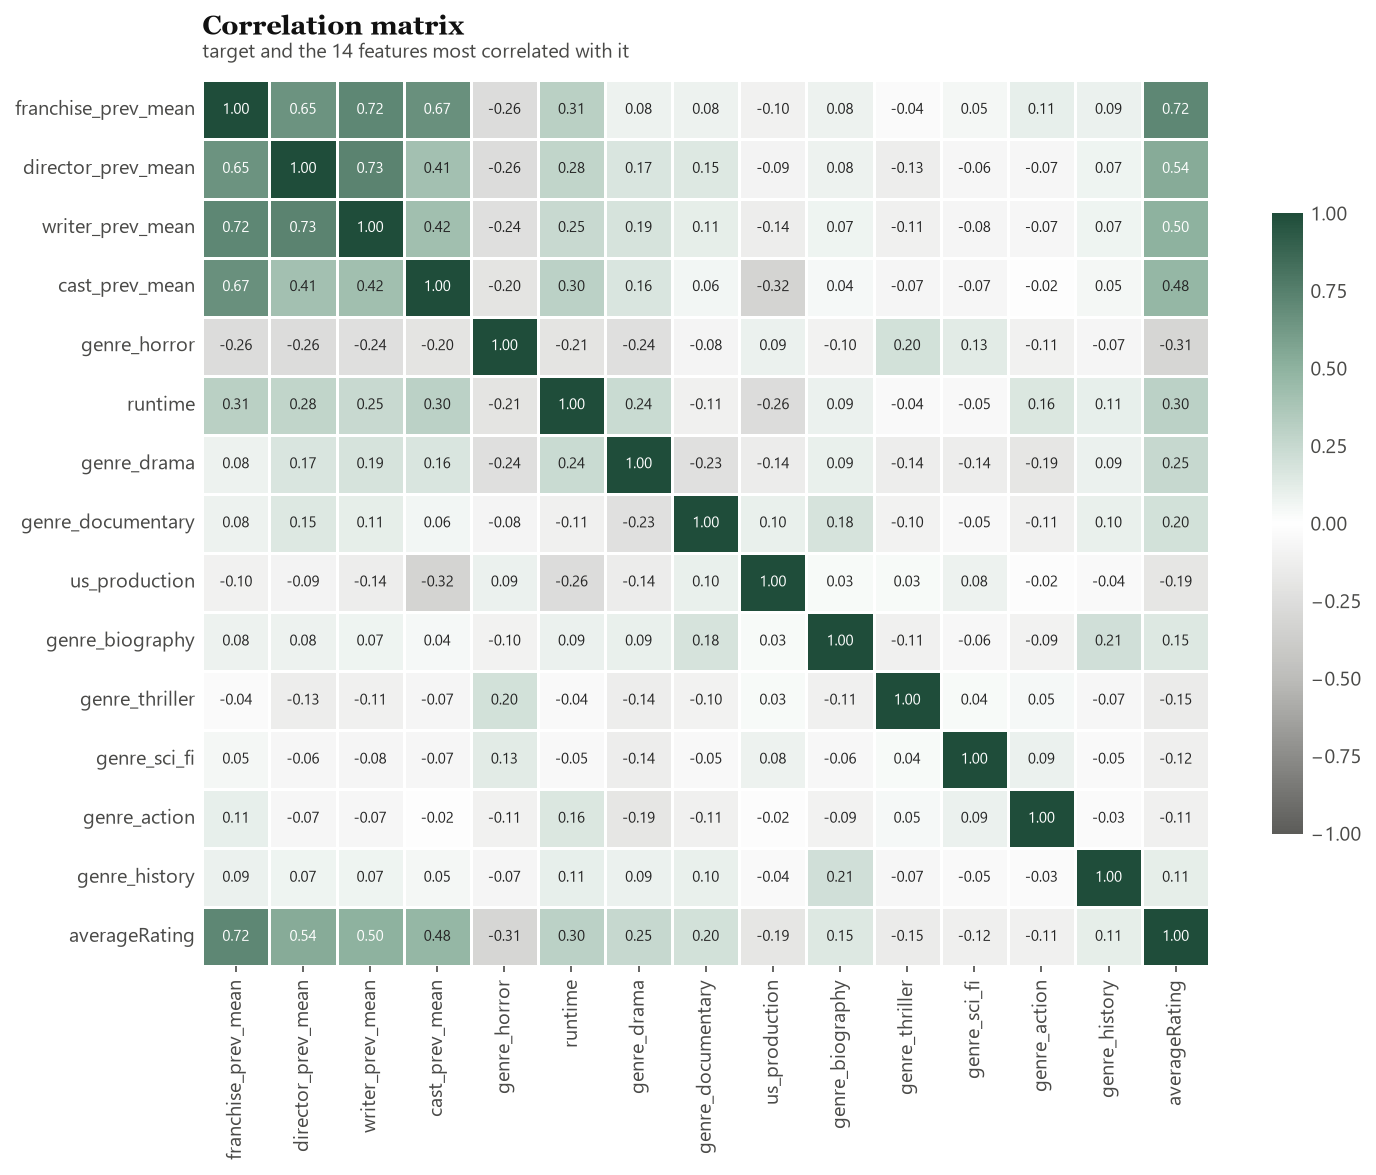 Correlation matrix
target and the 14 features most correlated with it
franchise_prev_mean 1.00 0.65 0.72 0.67 -0.26 0.31 0.08 0.08 -0.10 0.08 -0.04 0.05 0.11 0.09 0.72
director_prev_mean 0.65 1.00 0.73 0.41 -0.26 0.28 0.17 0.15 -0.09 0.08 -0.13 -0.06 -0.07 0.07 0.54
writer_prev_mean 0.72 0.73 1.00 0.42 -0.24 0.25 0.19 0.11 -0.14 0.07 -0.11 -0.08 -0.07 0.07 0.50
cast_prev_mean 0.67 0.41 0.42 1.00 -0.20 0.30 0.16 0.06 -0.32 0.04 -0.07 -0.07 -0.02 0.05 0.48
genre_horror -0.26 -0.26 -0.24 -0.20 1.00 -0.21 -0.24 -0.08 0.09 -0.10 0.20 0.13 -0.11 -0.07 -0.31
runtime 0.31 0.28 0.25 0.30 -0.21 1.00 0.24 -0.11 -0.26 0.09 -0.04 -0.05 0.16 0.11 0.30
genre_drama 0.08 0.17 0.19 0.16 -0.24 0.24 1.00 -0.23 -0.14 0.09 -0.14 -0.14 -0.19 0.09 0.25
genre_documentary 0.08 0.15 0.11 0.06 -0.08 -0.11 -0.23 1.00 0.10 0.18 -0.10 -0.05 -0.11 0.10 0.20
us_production -0.10 -0.09 -0.14 -0.32 0.09 -0.26 -0.14 0.10 1.00 0.03 0.03 0.08 -0.02 -0.04 -0.19
genre_biography 0.08 0.08 0.07 0.04 -0.10 0.09 0.09 0.18 0.03 1.00 -0.11 -0.06 -0.09 0.21 0.15
genre_thriller -0.04 -0.13 -0.11 -0.07 0.20 -0.04 -0.14 -0.10 0.03 -0.11 1.00 0.04 0.05 -0.07 -0.15
genre_sci_fi 0.05 -0.06 -0.08 -0.07 0.13 -0.05 -0.14 -0.05 0.08 -0.06 0.04 1.00 0.09 -0.05 -0.12
genre_action 0.11 -0.07 -0.07 -0.02 -0.11 0.16 -0.19 -0.11 -0.02 -0.09 0.05 0.09 1.00 -0.03 -0.11
genre_history 0.09 0.07 0.07 0.05 -0.07 0.11 0.09 0.10 -0.04 0.21 -0.07 -0.05 -0.03 1.00 0.11
averageRating 0.72 0.54 0.50 0.48 -0.31 0.30 0.25 0.20 -0.19 0.15 -0.15 -0.12 -0.11 0.11 1.00
franchise_prev_mean
director_prev_mean
writer_prev_mean
cast_prev_mean
genre_horror
runtime
genre_drama
genre_documentary
us_production
genre_biography
genre_thriller
genre_sci_fi
genre_action
genre_history
averageRating
1.00
0.75
0.50
0.25
0.00
−0.25
−0.50
−0.75
−1.00